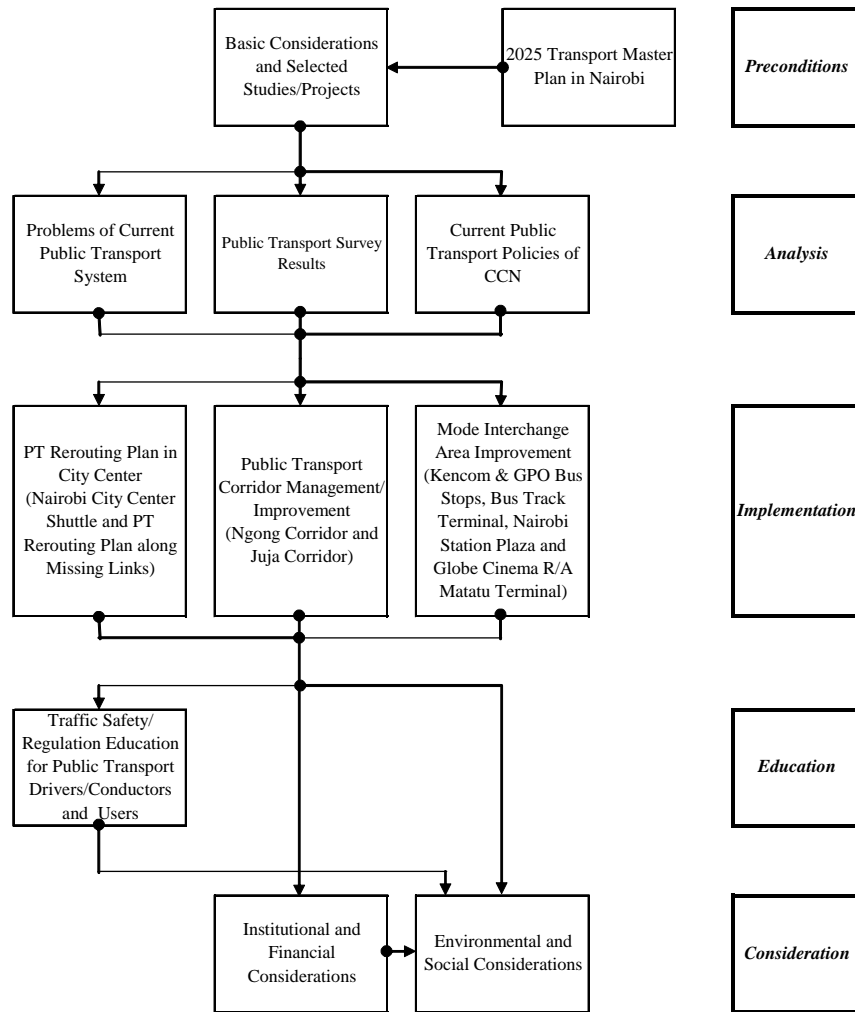 Basic Considerations
and Selected
Studies/Projects
2025 Transport Master
Plan in Nairobi
Preconditions
Problems of Current
Public Transport
System
Public Transport Survey
Results
Current Public
Transport Policies of
CCN
Analysis
PT Rerouting Plan in
City Center
(Nairobi City Center
Shuttle and PT
Rerouting Plan along
Missing Links)
Public Transport
Corridor Management/
Improvement
(Ngong Corridor and
Juja Corridor)
Mode Interchange
Area Improvement
(Kencom & GPO Bus
Stops, Bus Track
Terminal, Nairobi
Station Plaza and
Globe Cinema R/A
Matatu Terminal)
Implementation
Traffic Safety/
Regulation Education
for Public Transport
Drivers/Conductors
and Users
Education
Institutional and
Financial
Considerations
Environmental and
Social Considerations
Consideration